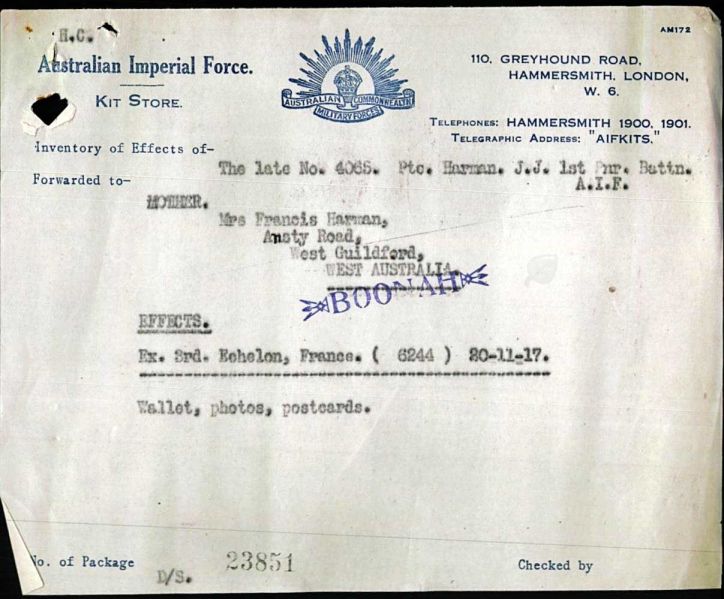 AM172
H.C.
Australian Imperial Force.
KIT STORE.
AUSTRALIAN COMMONWEALTH
MILITARY FORCES
110, GREYHOUND ROAD,
HAMMERSMITH, LONDON,
W. 6.
TELEPHONES: HAMMERSMITH 1900, 1901.
TELEGRAPHIC ADDRESS: "AIFKITS."
Inventory of Effects of-
The late No. 4065. Pte. Harman. J.J. 1st Pnr. Battn.
A.I.F.
Forwarded to-
MOTHER.
Mrs Francis Harman,
Ansty Road,
West Guildford,
WEST AUSTRALIA.
BOONAH
EFFECTS.
Ex. 3rd. Echelon, France. ( 6244 ) 20-11-17.
Wallet, photos, postcards.
No. of Package 23851
D/S.
Checked by